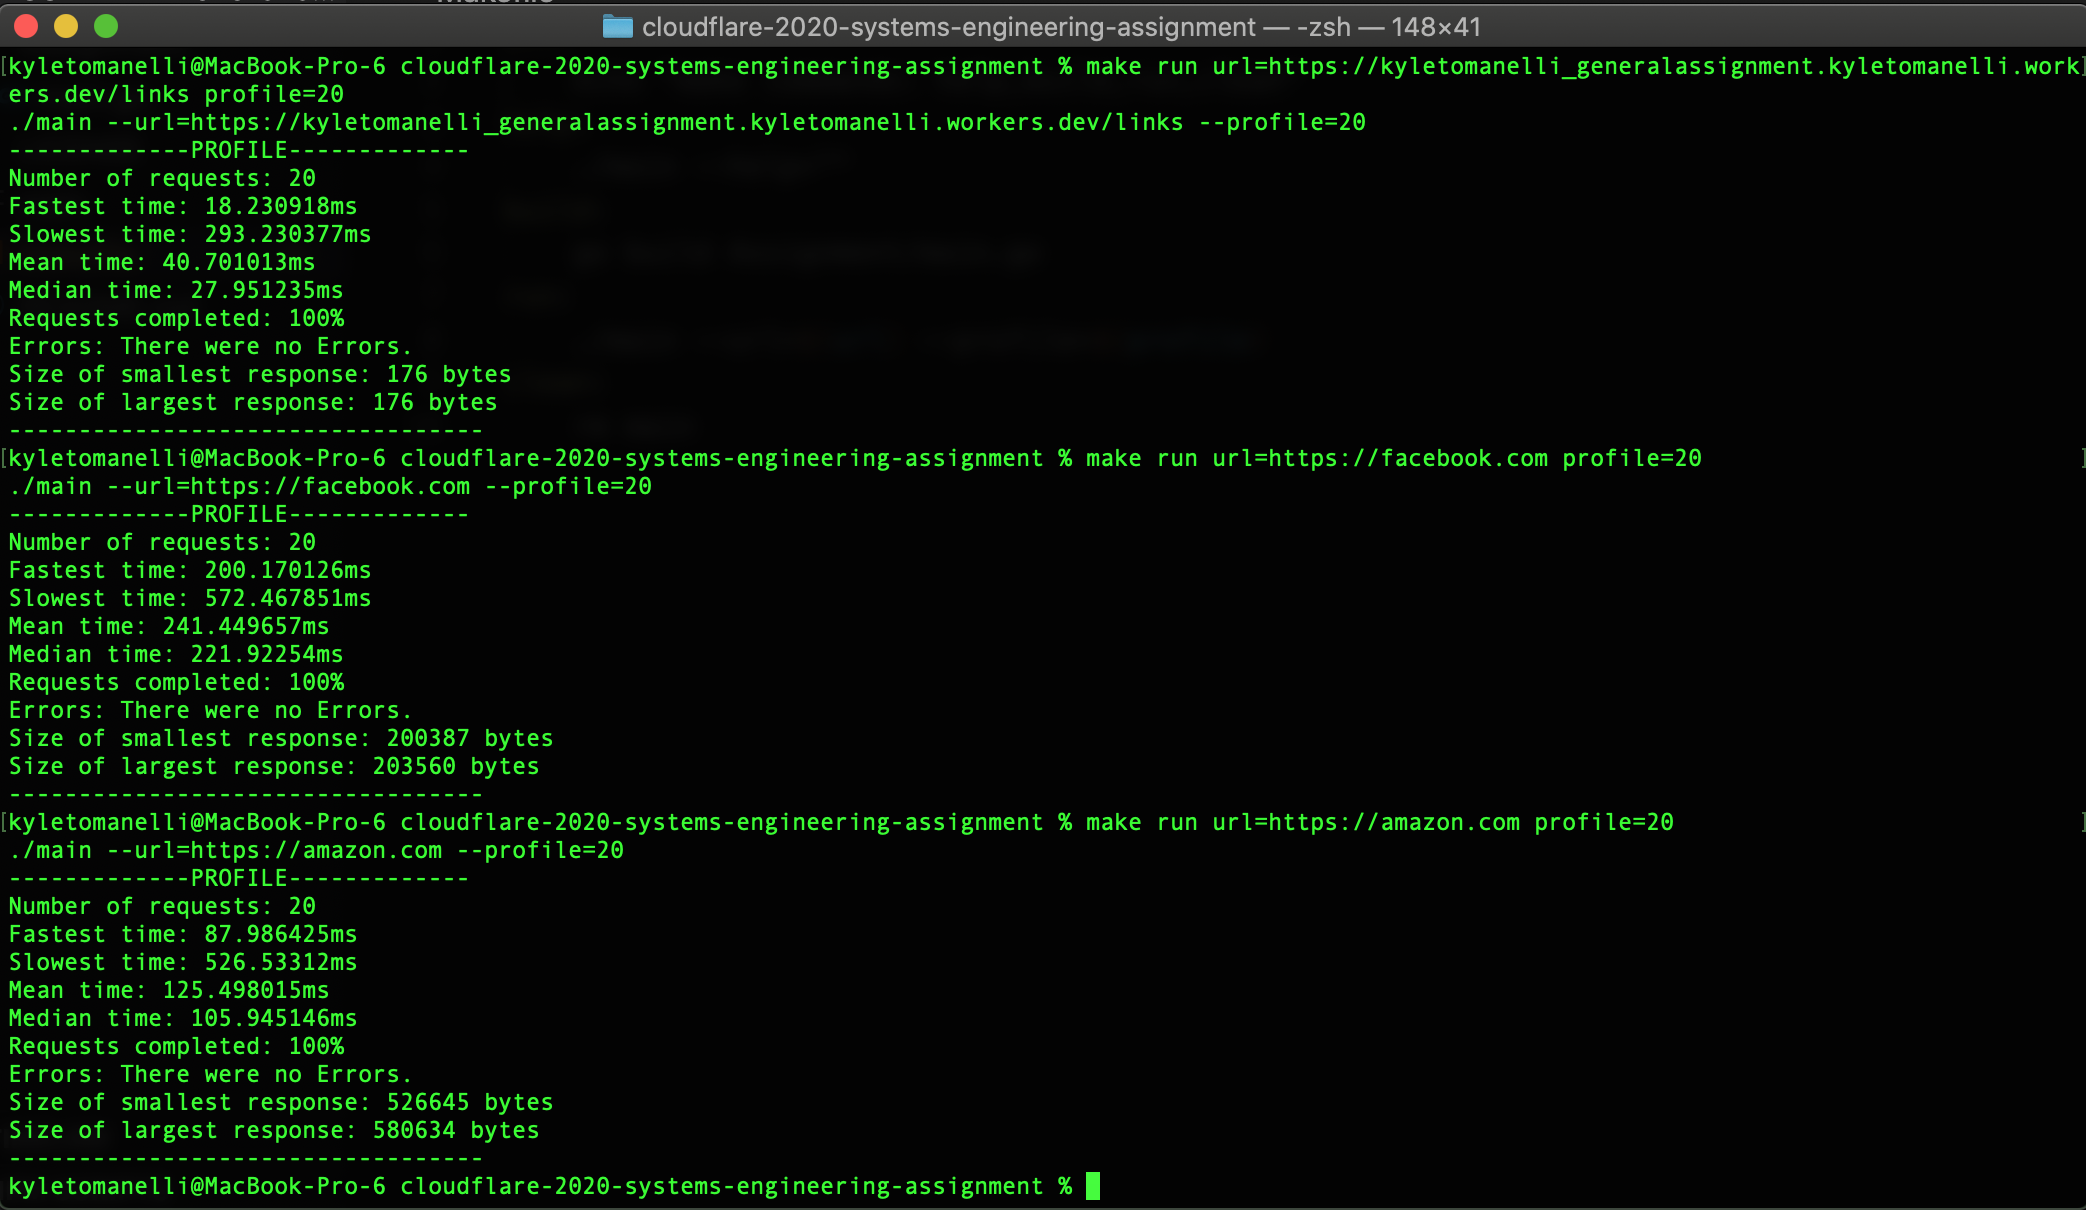 cloudflare-2020-systems-engineering-assignment — -zsh — 148×41
kyletomanelli@MacBook-Pro-6 cloudflare-2020-systems-engineering-assignment % make run url=https://kyletomanelli_generalassignment.kyletomanelli.work
ers.dev/links profile=20
./main --url=https://kyletomanelli_generalassignment.kyletomanelli.workers.dev/links --profile=20
-------------PROFILE-------------
Number of requests: 20
Fastest time: 18.230918ms
Slowest time: 293.230377ms
Mean time: 40.701013ms
Median time: 27.951235ms
Requests completed: 100%
Errors: There were no Errors.
Size of smallest response: 176 bytes
Size of largest response: 176 bytes
----------------------------------
kyletomanelli@MacBook-Pro-6 cloudflare-2020-systems-engineering-assignment % make run url=https://facebook.com profile=20
./main --url=https://facebook.com --profile=20
-------------PROFILE-------------
Number of requests: 20
Fastest time: 200.170126ms
Slowest time: 572.467851ms
Mean time: 241.449657ms
Median time: 221.92254ms
Requests completed: 100%
Errors: There were no Errors.
Size of smallest response: 200387 bytes
Size of largest response: 203560 bytes
----------------------------------
kyletomanelli@MacBook-Pro-6 cloudflare-2020-systems-engineering-assignment % make run url=https://amazon.com profile=20
./main --url=https://amazon.com --profile=20
-------------PROFILE-------------
Number of requests: 20
Fastest time: 87.986425ms
Slowest time: 526.53312ms
Mean time: 125.498015ms
Median time: 105.945146ms
Requests completed: 100%
Errors: There were no Errors.
Size of smallest response: 526645 bytes
Size of largest response: 580634 bytes
----------------------------------
kyletomanelli@MacBook-Pro-6 cloudflare-2020-systems-engineering-assignment %